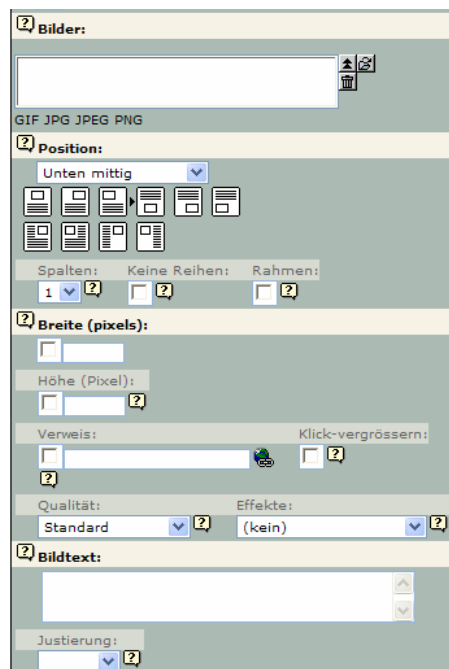 Bilder:
GIF JPG JPEG PNG
Position:
Unten mittig
Spalten: Keine Reihen: Rahmen:
1
Breite (pixels):
Höhe (Pixel):
Verweis: Klick-vergrössern:
Qualität: Effekte:
Standard (kein)
Bildtext:
Justierung: